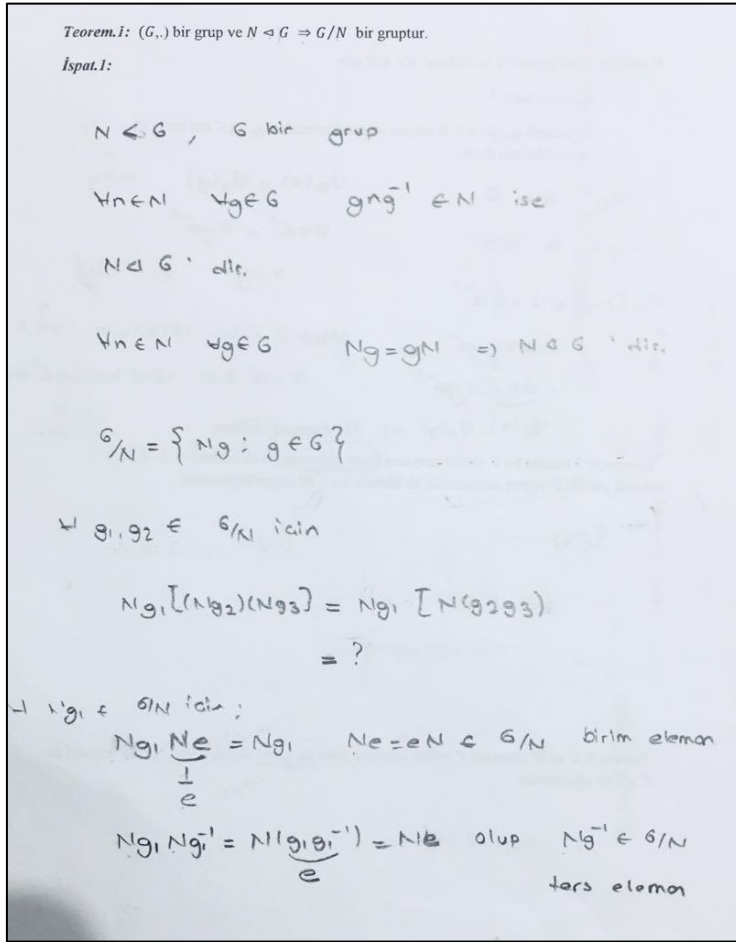 Teorem.1: (G,.) bir grup ve N ⊲ G ⇒ G/N bir gruptur.
İspat.1:
N ≤ G, G bir grup
∀n∈N ∀g∈G gng⁻¹ ∈ N ise
N ⊲ G ' dir.
∀n∈N ∀g∈G Ng=gN => N ⊲ G ' dir.
G/N = { Ng : g∈G }
∀ g₁,g₂ ∈ G/N icin
Ng₁[(Ng₂)(Ng₃] = Ng₁ [N(g₂g₃)
= ?
∀ Ng₁ ∈ G/N icin;
Ng₁ Ne = Ng₁ Ne=eN ∈ G/N birim eleman
e
Ng₁ Ng₁⁻¹ = N(g₁g₁⁻¹) = Ne olup Ng⁻¹ ∈ G/N
e
ters eleman